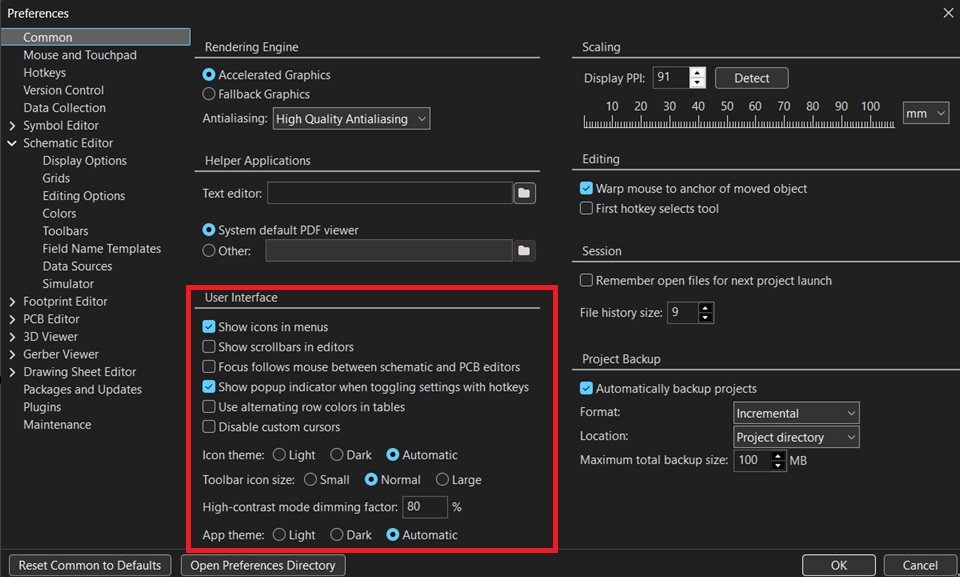 Preferences
Common
Mouse and Touchpad
Hotkeys
Version Control
Data Collection
Symbol Editor
Schematic Editor
Display Options
Grids
Editing Options
Colors
Toolbars
Field Name Templates
Data Sources
Simulator
Footprint Editor
PCB Editor
3D Viewer
Gerber Viewer
Drawing Sheet Editor
Packages and Updates
Plugins
Maintenance
Rendering Engine
Accelerated Graphics
Fallback Graphics
Antialiasing: High Quality Antialiasing
Helper Applications
Text editor:
System default PDF viewer
Other:
User Interface
Show icons in menus
Show scrollbars in editors
Focus follows mouse between schematic and PCB editors
Show popup indicator when toggling settings with hotkeys
Use alternating row colors in tables
Disable custom cursors
Icon theme: Light Dark Automatic
Toolbar icon size: Small Normal Large
High-contrast mode dimming factor: 80 %
App theme: Light Dark Automatic
Scaling
Display PPI: 91 Detect
10 20 30 40 50 60 70 80 90 100 mm
Editing
Warp mouse to anchor of moved object
First hotkey selects tool
Session
Remember open files for next project launch
File history size: 9
Project Backup
Automatically backup projects
Format: Incremental
Location: Project directory
Maximum total backup size: 100 MB
Reset Common to Defaults Open Preferences Directory OK Cancel